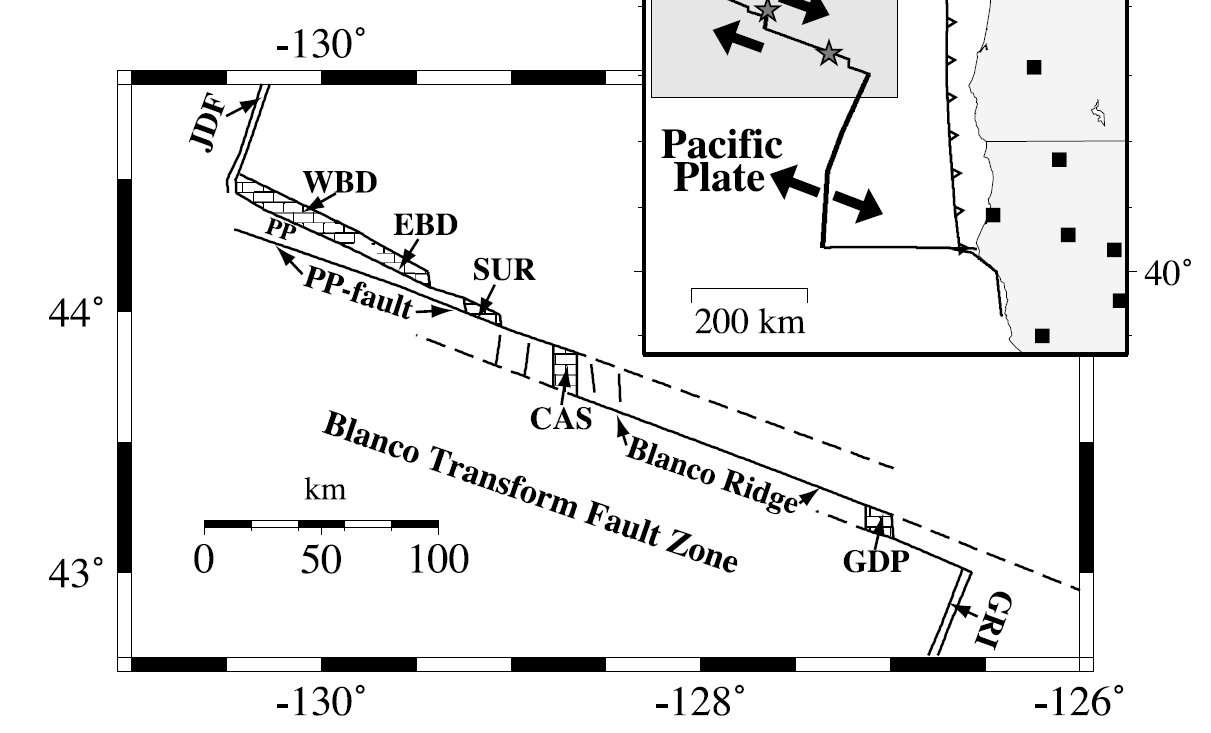 -130°
JDF
WBD
EBD
PP
SUR
PP-fault
44°
CAS
Blanco Ridge
Blanco Transform Fault Zone
km
0 50 100
GDP
43°
GRI
-130° -128° -126°
Pacific
Plate
200 km
40°